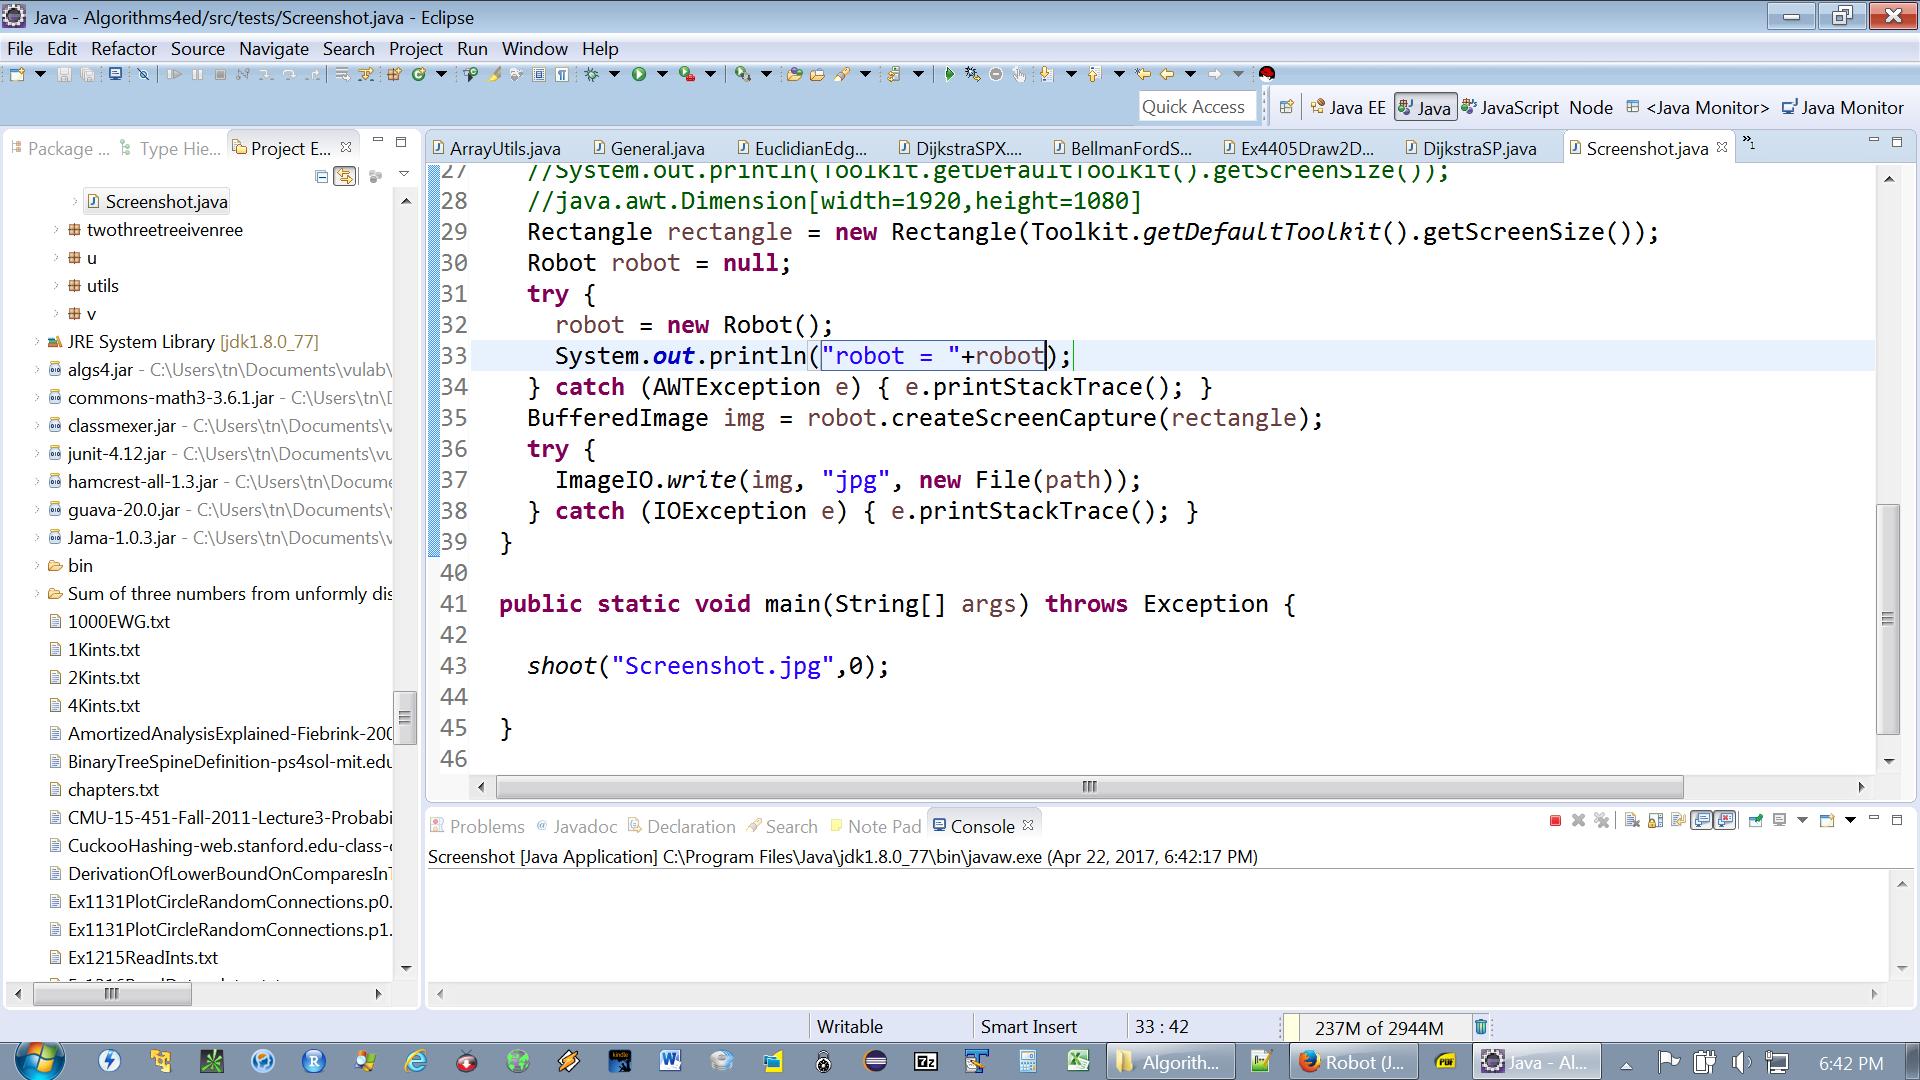 Java - Algorithms4ed/src/tests/Screenshot.java - Eclipse
File Edit Refactor Source Navigate Search Project Run Window Help
Quick Access Java EE Java JavaScript Node <Java Monitor> Java Monitor
Package ... Type Hie... Project E...
ArrayUtils.java General.java EuclidianEdg... DijkstraSPX.... BellmanFordS... Ex4405Draw2D... DijkstraSP.java Screenshot.java »1
Screenshot.java
twothreetreeivenree
u
utils
v
JRE System Library [jdk1.8.0_77]
algs4.jar - C:\Users\tn\Documents\vulab\
commons-math3-3.6.1.jar - C:\Users\tn\D
classmexer.jar - C:\Users\tn\Documents\v
junit-4.12.jar - C:\Users\tn\Documents\vu
hamcrest-all-1.3.jar - C:\Users\tn\Docume
guava-20.0.jar - C:\Users\tn\Documents\v
Jama-1.0.3.jar - C:\Users\tn\Documents\v
bin
Sum of three numbers from unformly dis
1000EWG.txt
1Kints.txt
2Kints.txt
4Kints.txt
AmortizedAnalysisExplained-Fiebrink-200
BinaryTreeSpineDefinition-ps4sol-mit.edu
chapters.txt
CMU-15-451-Fall-2011-Lecture3-Probabi
CuckooHashing-web.stanford.edu-class-
DerivationOfLowerBoundOnComparesIn
Ex1131PlotCircleRandomConnections.p0.
Ex1131PlotCircleRandomConnections.p1.
Ex1215ReadInts.txt
27 //System.out.println(Toolkit.getDefaultToolkit().getScreenSize());
28 //java.awt.Dimension[width=1920,height=1080]
29 Rectangle rectangle = new Rectangle(Toolkit.getDefaultToolkit().getScreenSize());
30 Robot robot = null;
31 try {
32 robot = new Robot();
33 System.out.println("robot = "+robot);
34 } catch (AWTException e) { e.printStackTrace(); }
35 BufferedImage img = robot.createScreenCapture(rectangle);
36 try {
37 ImageIO.write(img, "jpg", new File(path));
38 } catch (IOException e) { e.printStackTrace(); }
39 }
40
41 public static void main(String[] args) throws Exception {
42
43 shoot("Screenshot.jpg",0);
44
45 }
46
Problems Javadoc Declaration Search Note Pad Console
Screenshot [Java Application] C:\Program Files\Java\jdk1.8.0_77\bin\javaw.exe (Apr 22, 2017, 6:42:17 PM)
Writable Smart Insert 33 : 42 237M of 2944M
Algorith... Robot (J... Java - Al... 6:42 PM